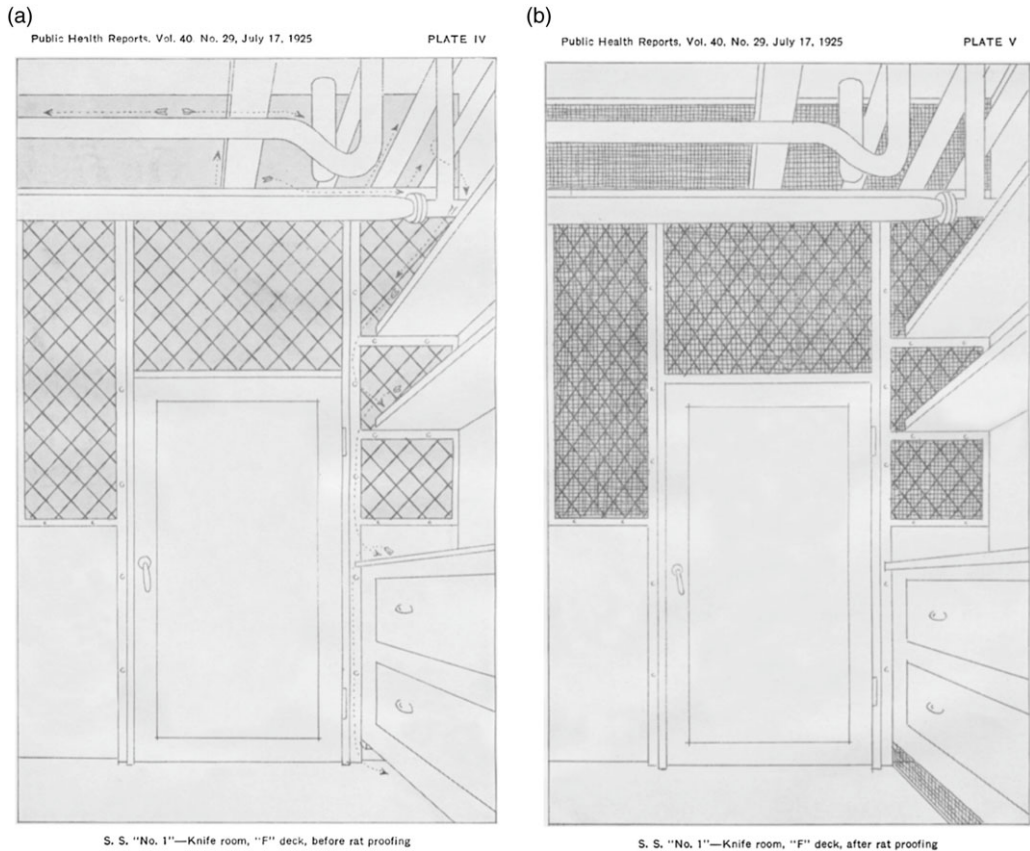 (a)
Public Health Reports, Vol. 40, No. 29, July 17, 1925 PLATE IV
S. S. "No. 1"—Knife room, "F" deck, before rat proofing
(b)
Public Health Reports, Vol. 40, No. 29, July 17, 1925 PLATE V
S. S. "No. 1"—Knife room, "F" deck, after rat proofing